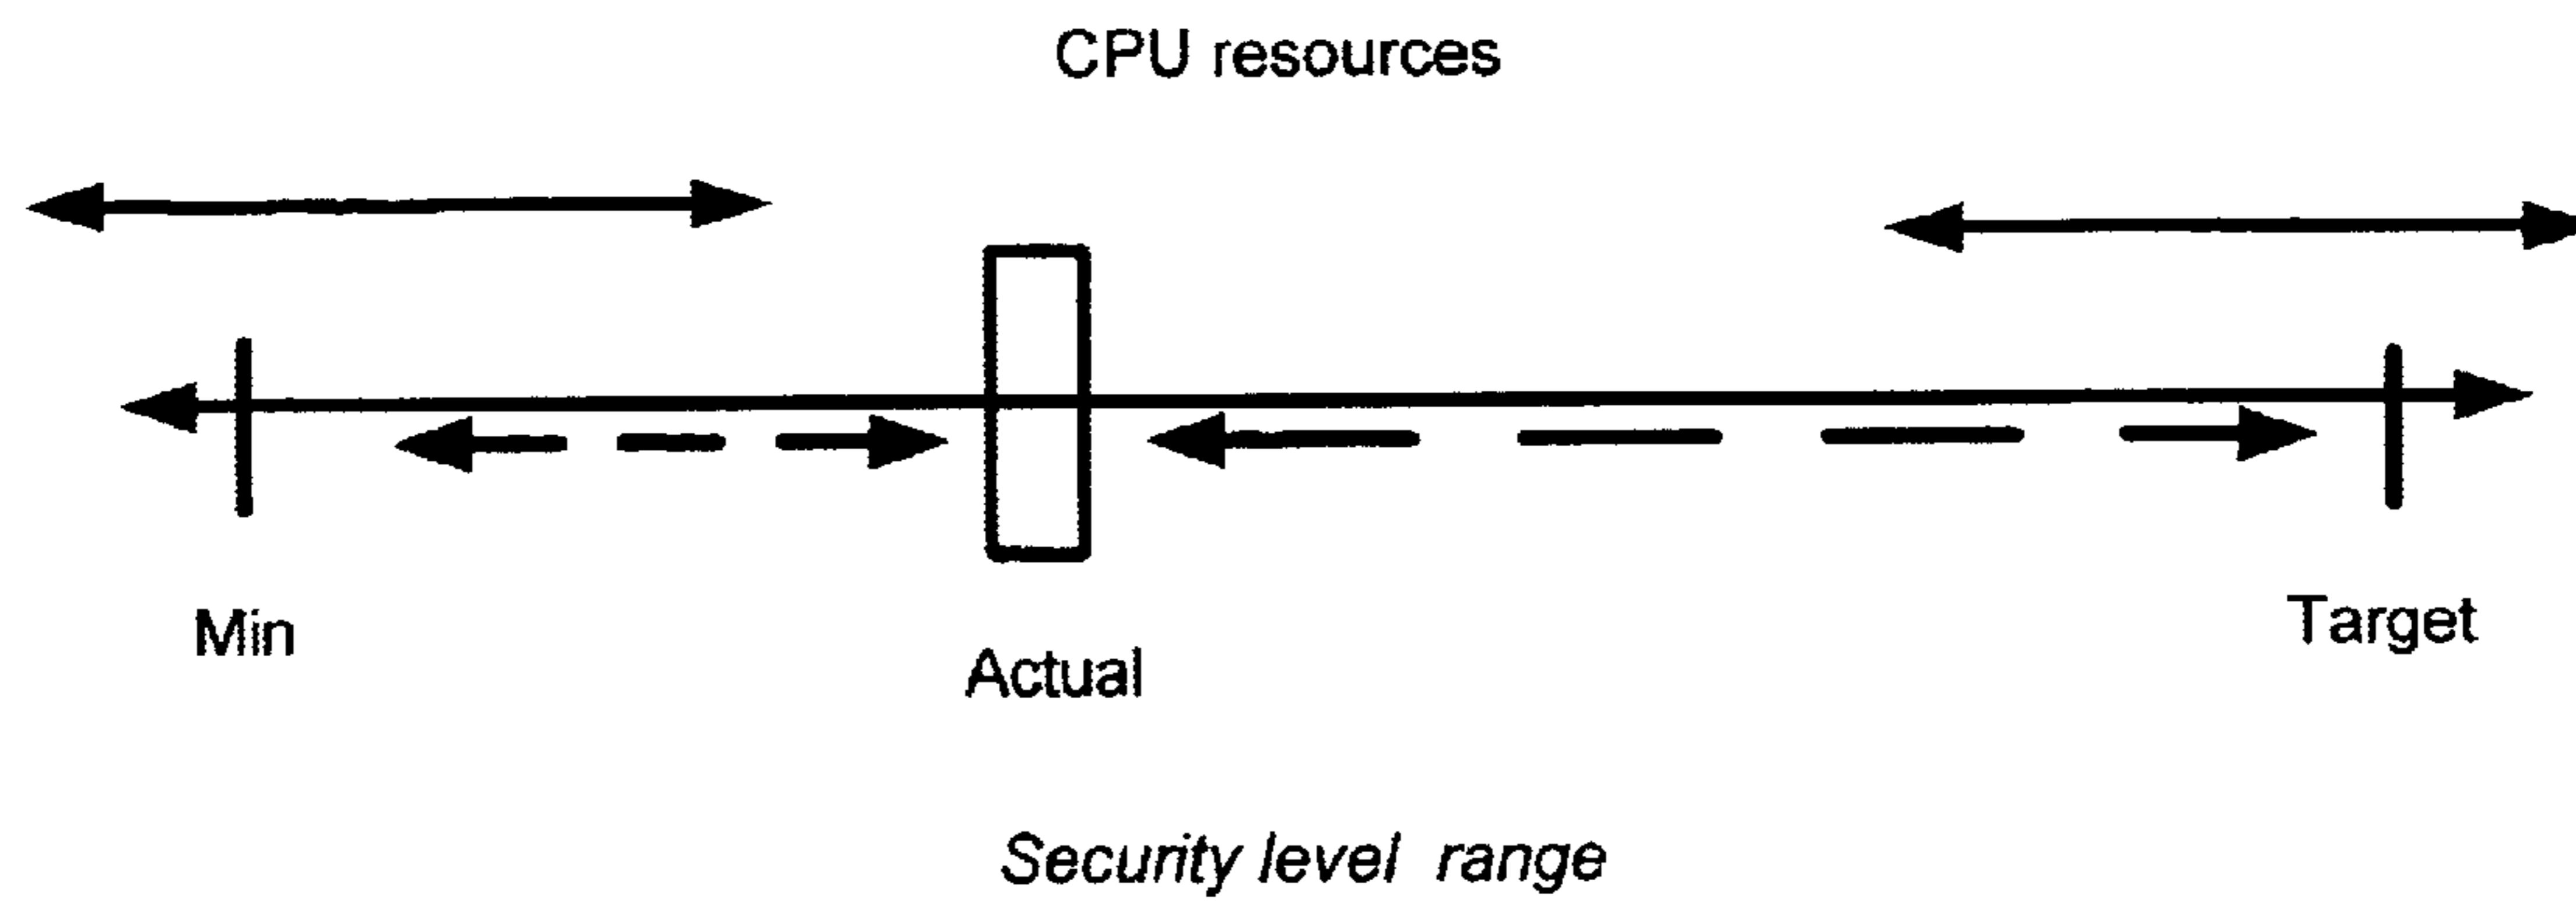 CPU resources
Min
Target
Actual
Security level range